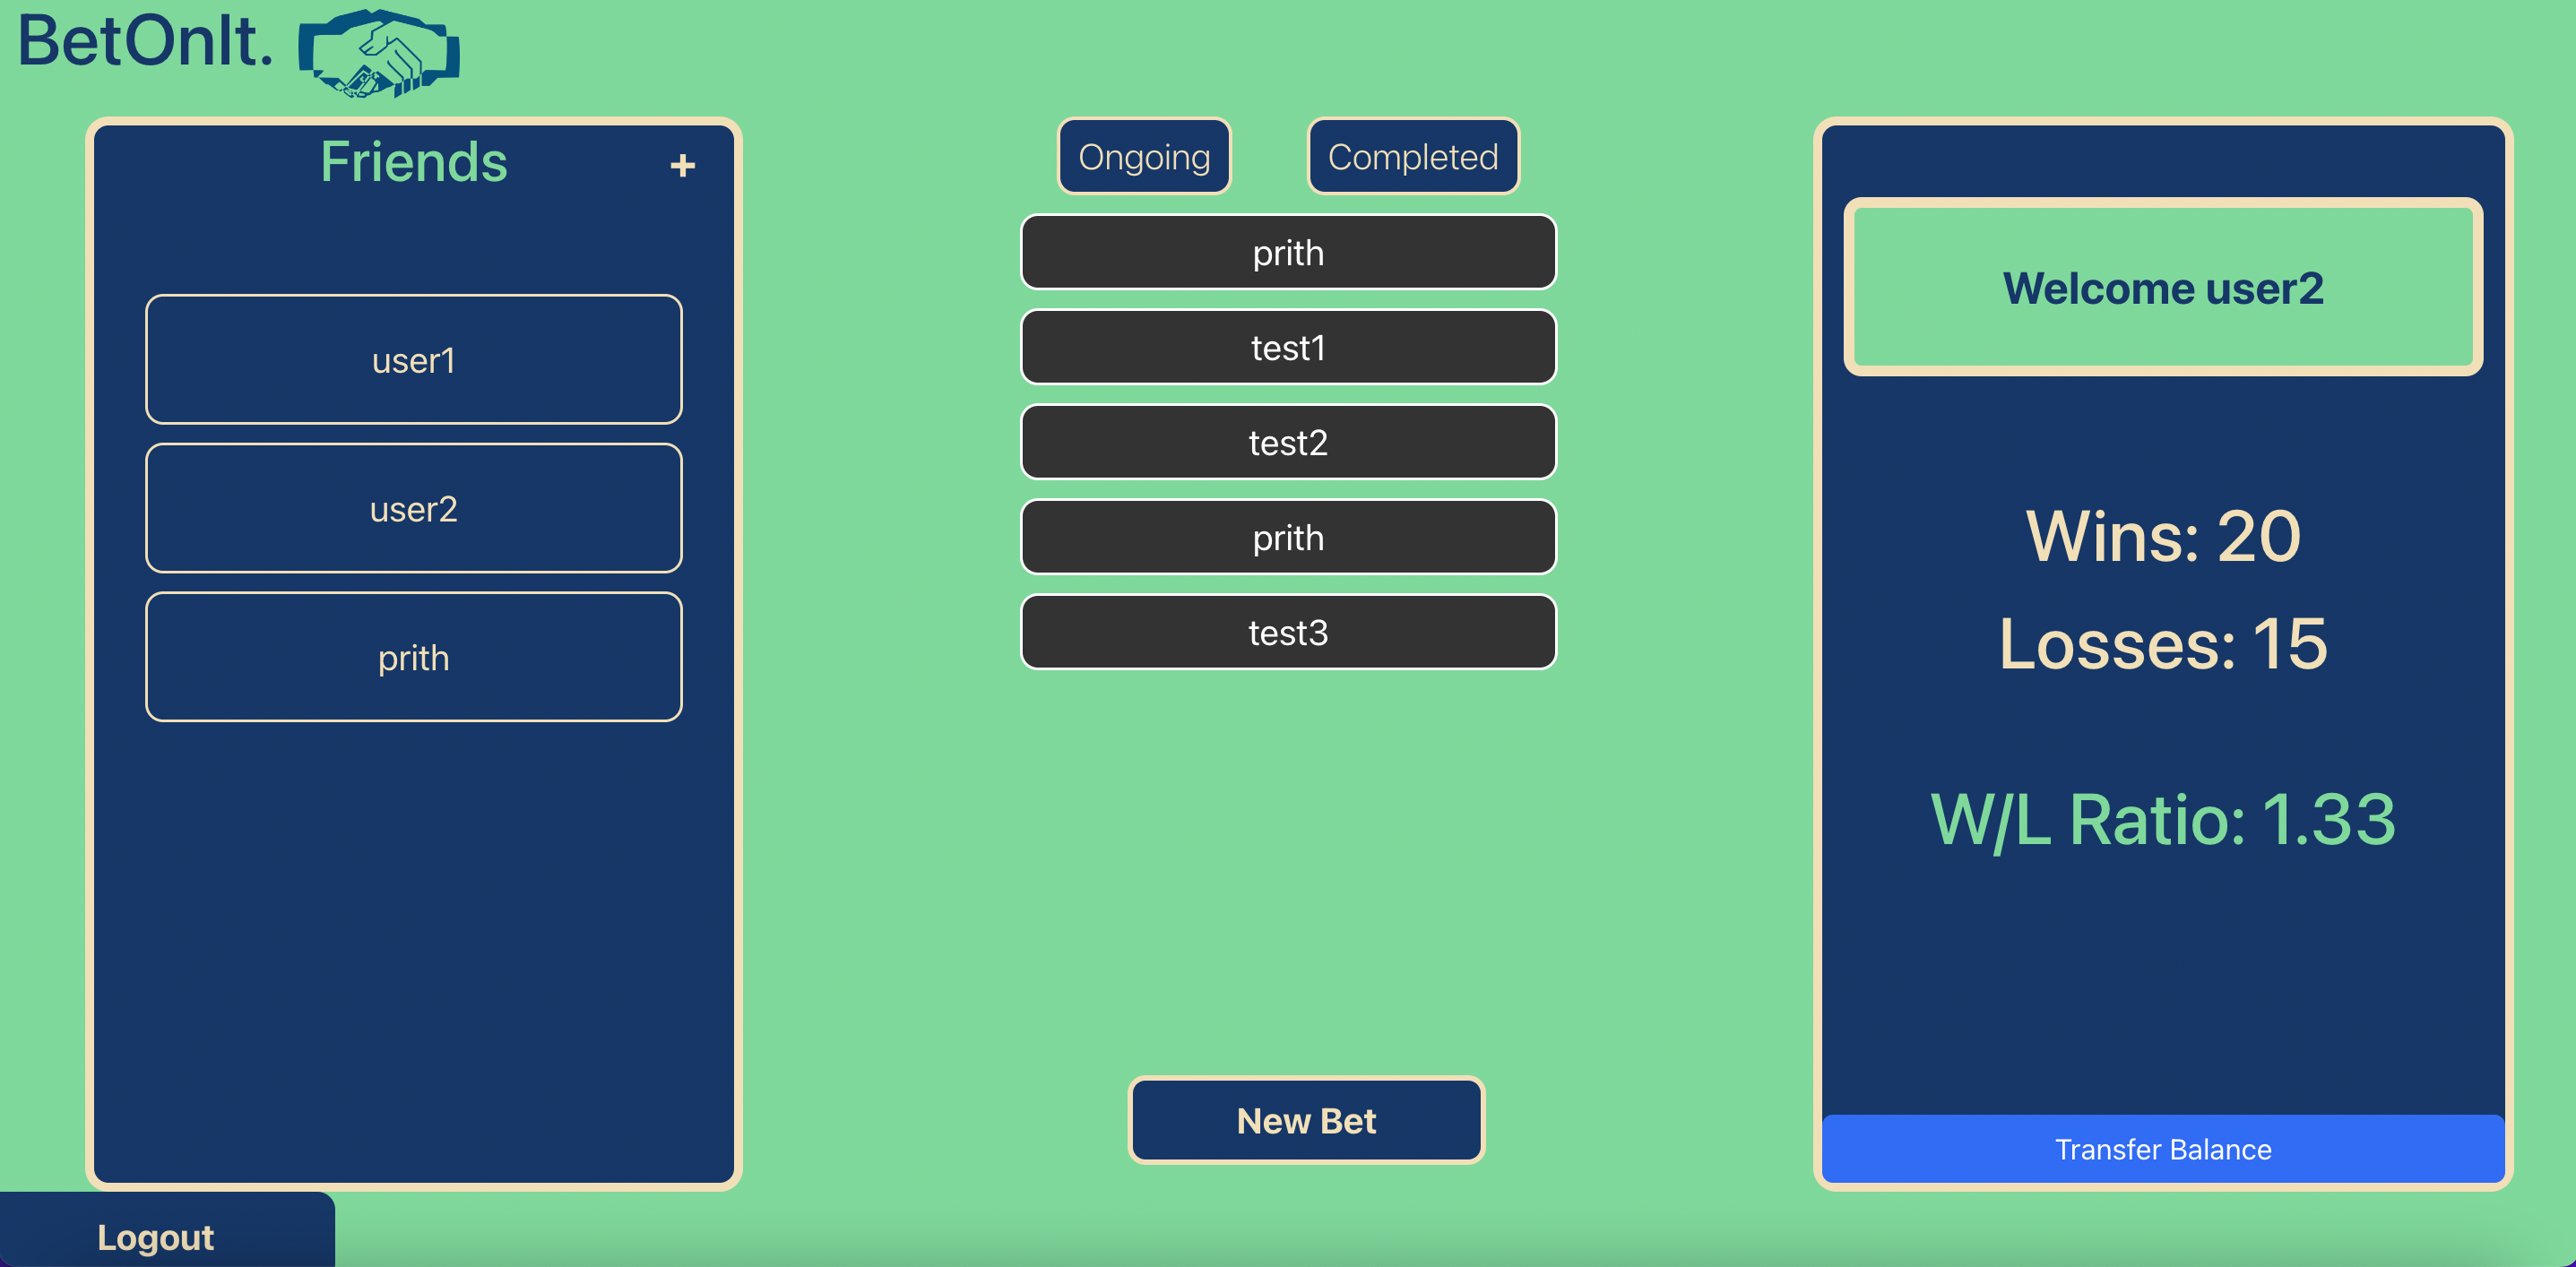 BetOnIt.
Friends +
user1
user2
prith
Ongoing
Completed
prith
test1
test2
prith
test3
New Bet
Welcome user2
Wins: 20
Losses: 15
W/L Ratio: 1.33
Transfer Balance
Logout